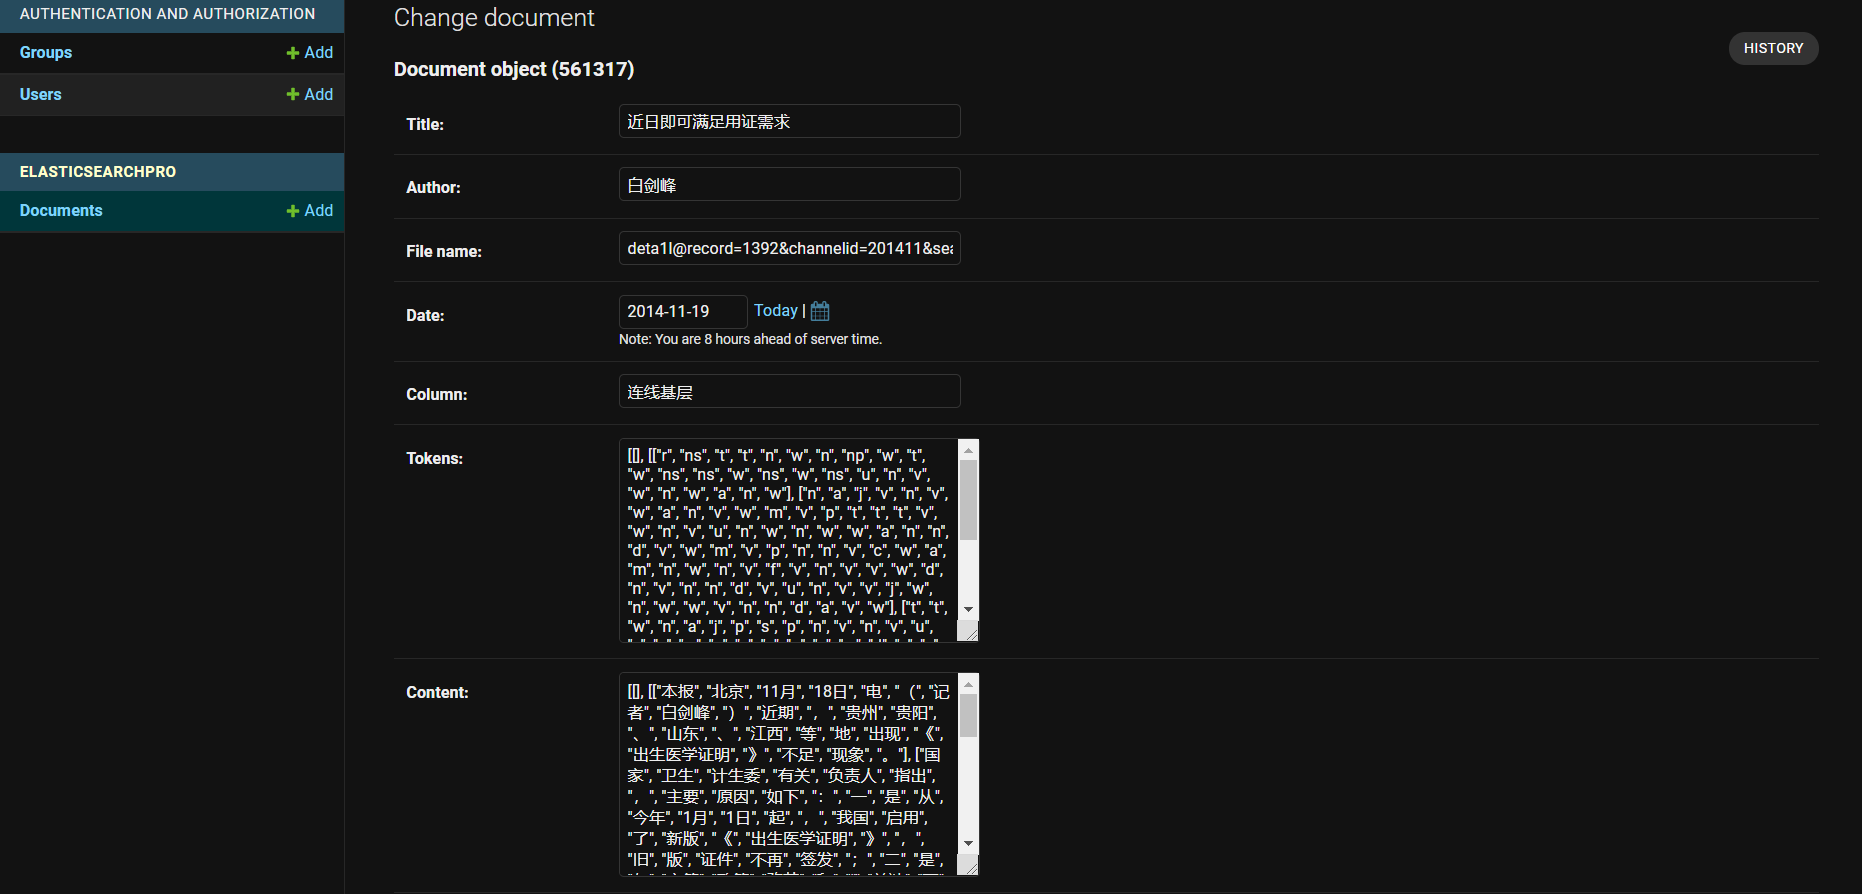 AUTHENTICATION AND AUTHORIZATION
Groups
Add
Users
Add
ELASTICSEARCHPRO
Documents
Add
Change document
HISTORY
Document object (561317)
Title:
近日即可满足用证需求
Author:
白剑峰
File name:
deta1l@record=1392&channelid=201411&sea
Date:
2014-11-19
Today |
Note: You are 8 hours ahead of server time.
Column:
连线基层
Tokens:
[[], [["r", "ns", "t", "t", "n", "w", "n", "np", "w", "t",
"w", "ns", "ns", "w", "ns", "w", "ns", "u", "n", "v",
"w", "n", "w", "a", "n", "w"], ["n", "a", "j", "v", "n", "v",
"w", "a", "n", "v", "w", "m", "v", "p", "t", "t", "t", "v",
"w", "n", "v", "u", "n", "w", "n", "w", "w", "a", "n", "n",
"d", "v", "w", "m", "v", "p", "n", "n", "v", "c", "w", "a",
"m", "n", "w", "n", "v", "f", "v", "n", "v", "v", "w", "d",
"n", "v", "n", "n", "d", "v", "u", "n", "v", "v", "j", "w",
"n", "w", "w", "v", "n", "n", "d", "a", "v", "w"], ["t", "t",
"w", "n", "a", "j", "p", "s", "p", "n", "v", "n", "v", "u",
Content:
[[], [["本报", "北京", "11月", "18日", "电", "（", "记
者", "白剑峰", "）", "近期", "，", "贵州", "贵阳",
"、", "山东", "、", "江西", "等", "地", "出现", "《",
"出生医学证明", "》", "不足", "现象", "。"], ["国
家", "卫生", "计生委", "有关", "负责人", "指出",
"，", "主要", "原因", "如下", "：", "一", "是", "从",
"今年", "1月", "1日", "起", "，", "我国", "启用",
"了", "新版", "《", "出生医学证明", "》", "，",
"旧", "版", "证件", "不再", "签发", "；", "二", "是",